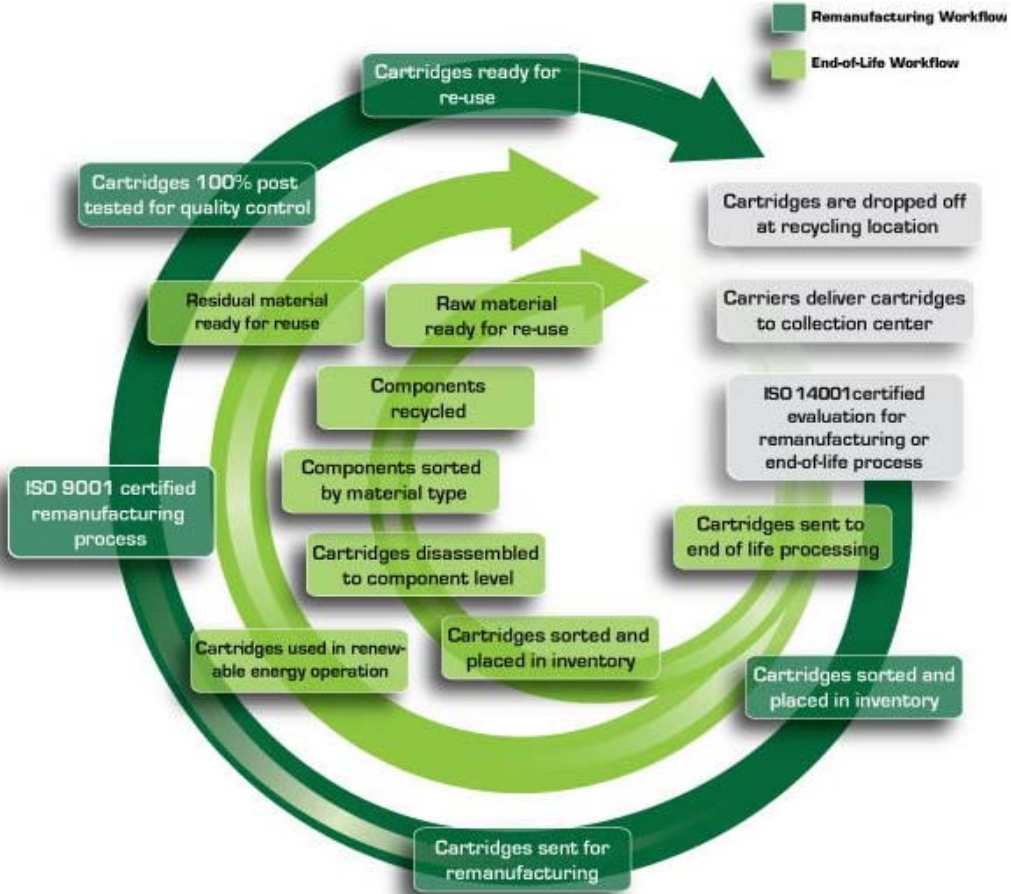 Remanufacturing Workflow
End-of-Life Workflow
Cartridges ready for
re-use
Cartridges 100% post
tested for quality control
Cartridges are dropped off
at recycling location
Residual material
ready for reuse
Raw material
ready for re-use
Carriers deliver cartridges
to collection center
Components
recycled
ISO 14001certified
evaluation for
remanufacturing or
end-of-life process
Components sorted
by material type
ISO 9001 certified
remanufacturing
process
Cartridges sent to
end of life processing
Cartridges disassembled
to component level
Cartridges used in renew-
able energy operation
Cartridges sorted and
placed in inventory
Cartridges sorted and
placed in inventory
Cartridges sent for
remanufacturing